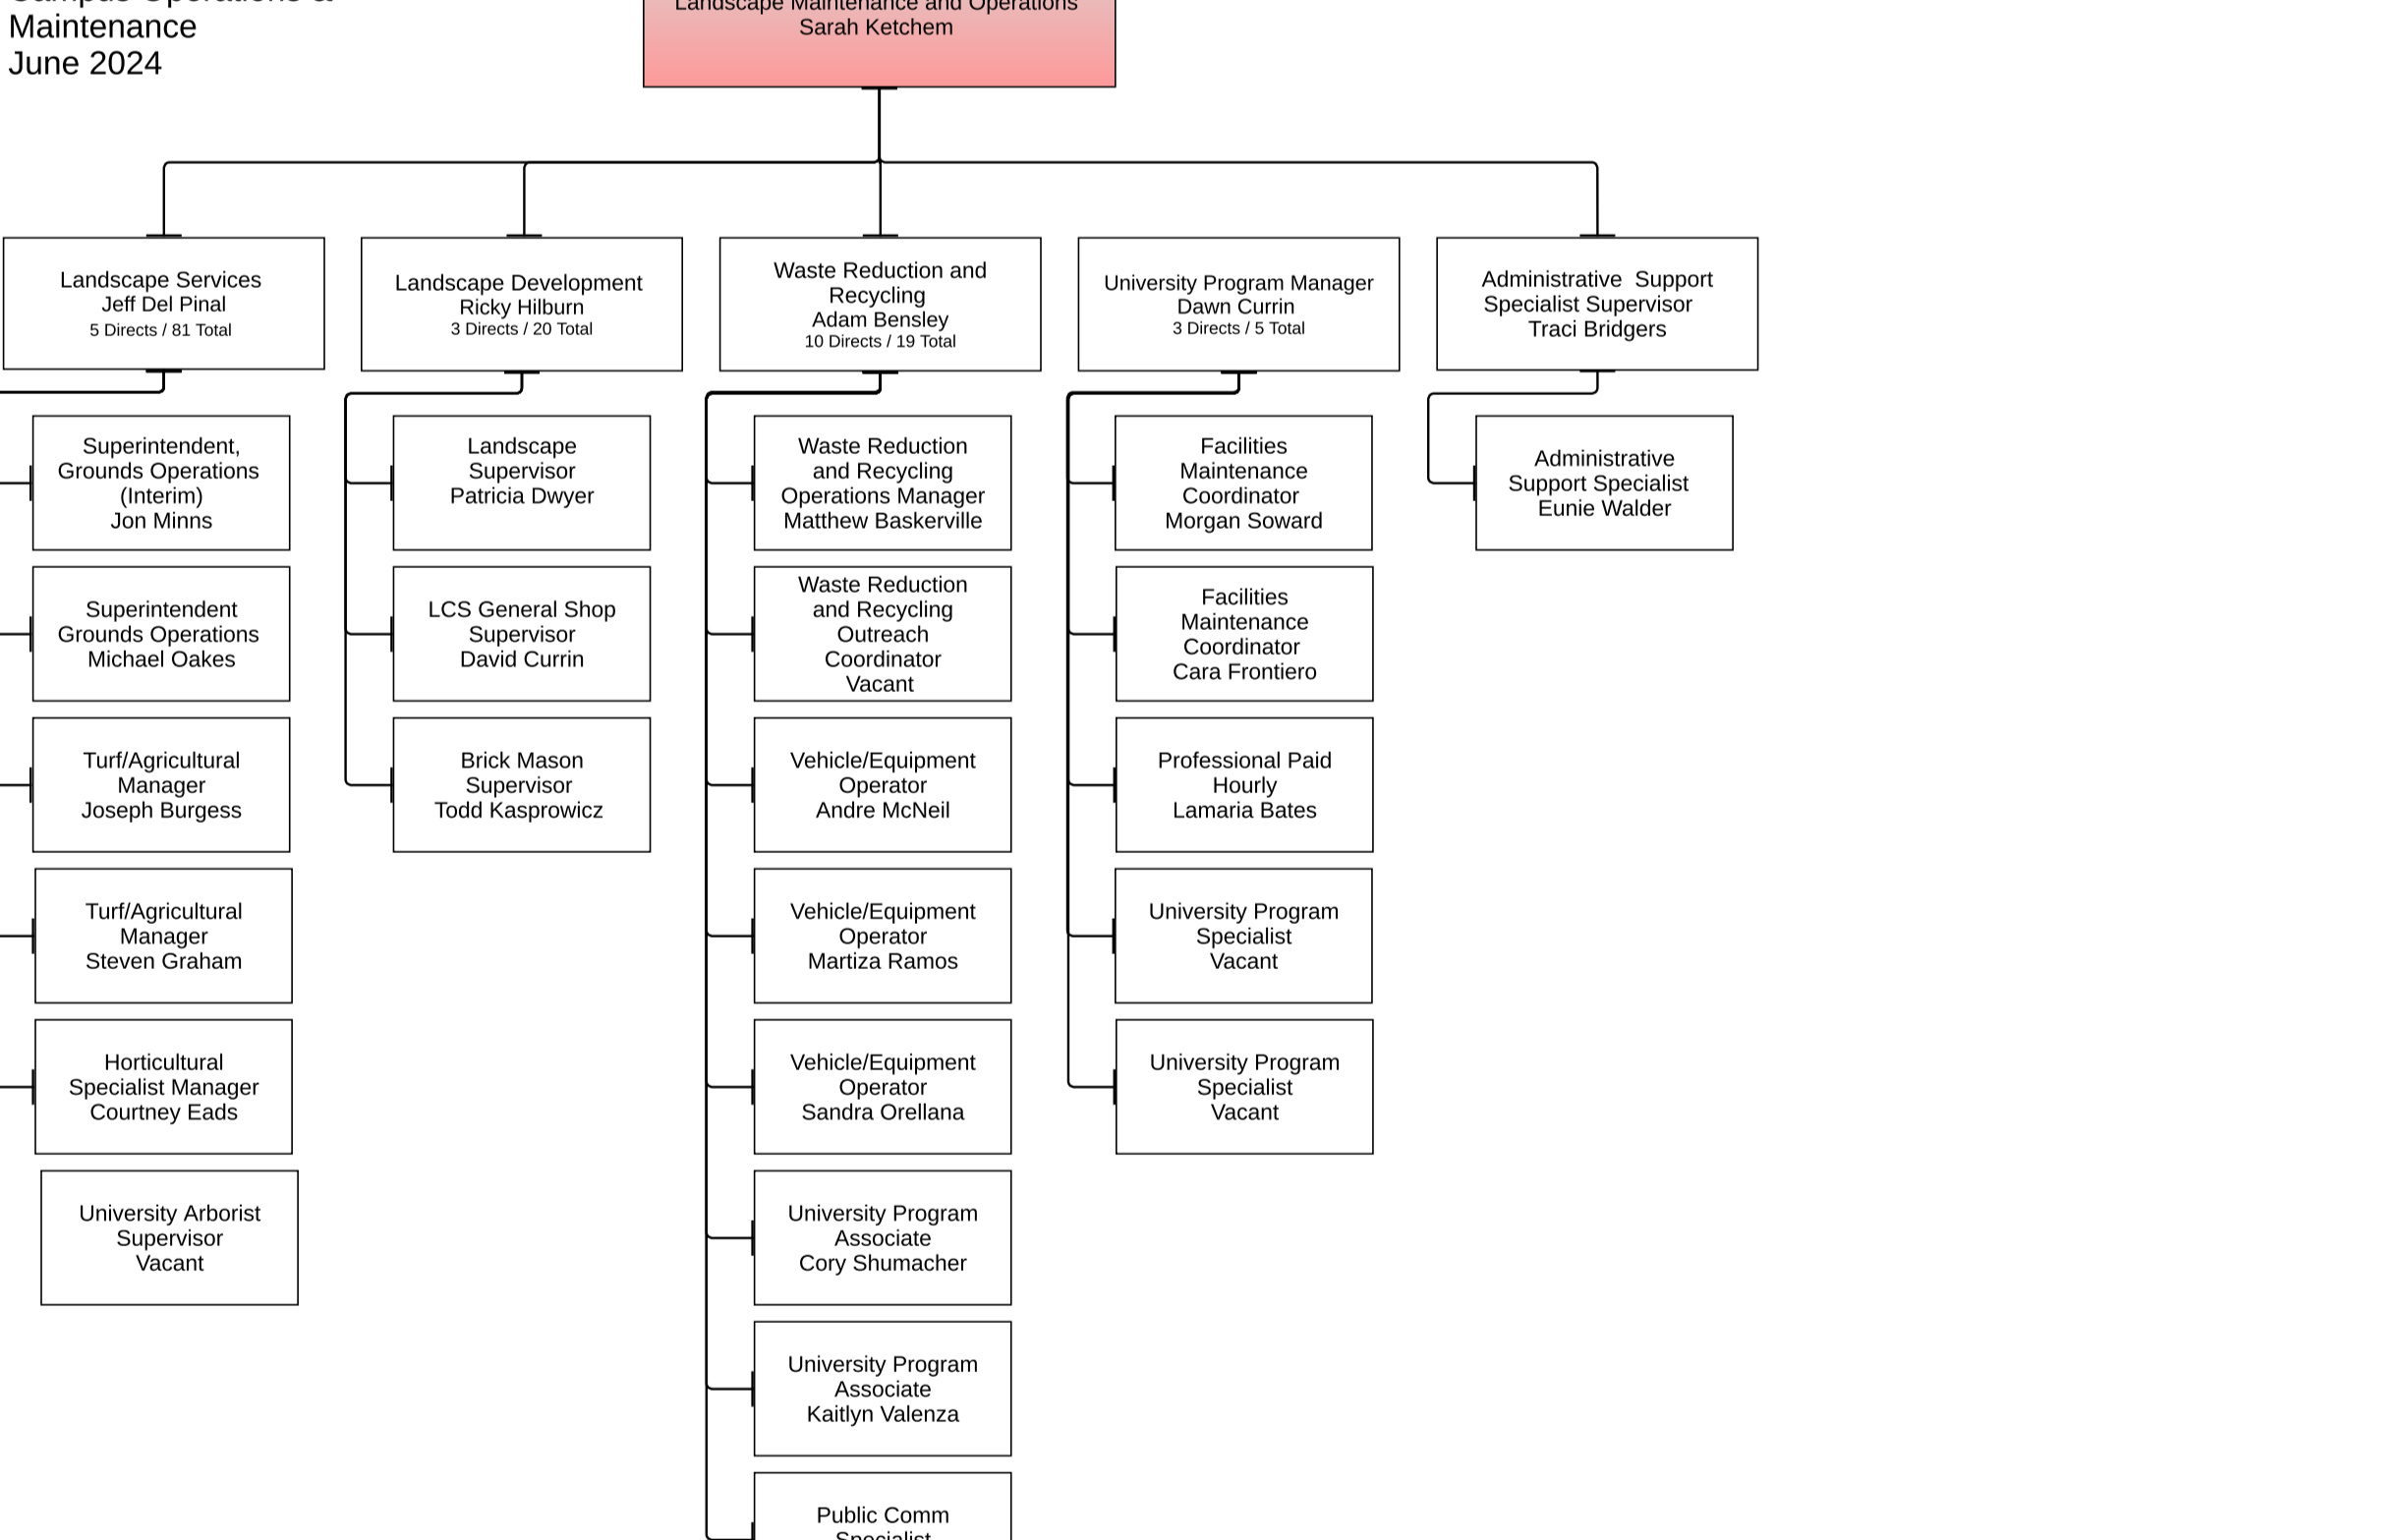 Campus Operations &
Maintenance
June 2024
Landscape Maintenance and Operations
Sarah Ketchem
Landscape Services
Jeff Del Pinal
5 Directs / 81 Total
Landscape Development
Ricky Hilburn
3 Directs / 20 Total
Waste Reduction and
Recycling
Adam Bensley
10 Directs / 19 Total
University Program Manager
Dawn Currin
3 Directs / 5 Total
Administrative Support
Specialist Supervisor
Traci Bridgers
Superintendent,
Grounds Operations
(Interim)
Jon Minns
Superintendent
Grounds Operations
Michael Oakes
Turf/Agricultural
Manager
Joseph Burgess
Turf/Agricultural
Manager
Steven Graham
Horticultural
Specialist Manager
Courtney Eads
University Arborist
Supervisor
Vacant
Landscape
Supervisor
Patricia Dwyer
LCS General Shop
Supervisor
David Currin
Brick Mason
Supervisor
Todd Kasprowicz
Waste Reduction
and Recycling
Operations Manager
Matthew Baskerville
Waste Reduction
and Recycling
Outreach
Coordinator
Vacant
Vehicle/Equipment
Operator
Andre McNeil
Vehicle/Equipment
Operator
Martiza Ramos
Vehicle/Equipment
Operator
Sandra Orellana
University Program
Associate
Cory Shumacher
University Program
Associate
Kaitlyn Valenza
Public Comm
Specialist
Facilities
Maintenance
Coordinator
Morgan Soward
Facilities
Maintenance
Coordinator
Cara Frontiero
Professional Paid
Hourly
Lamaria Bates
University Program
Specialist
Vacant
University Program
Specialist
Vacant
Administrative
Support Specialist
Eunie Walder